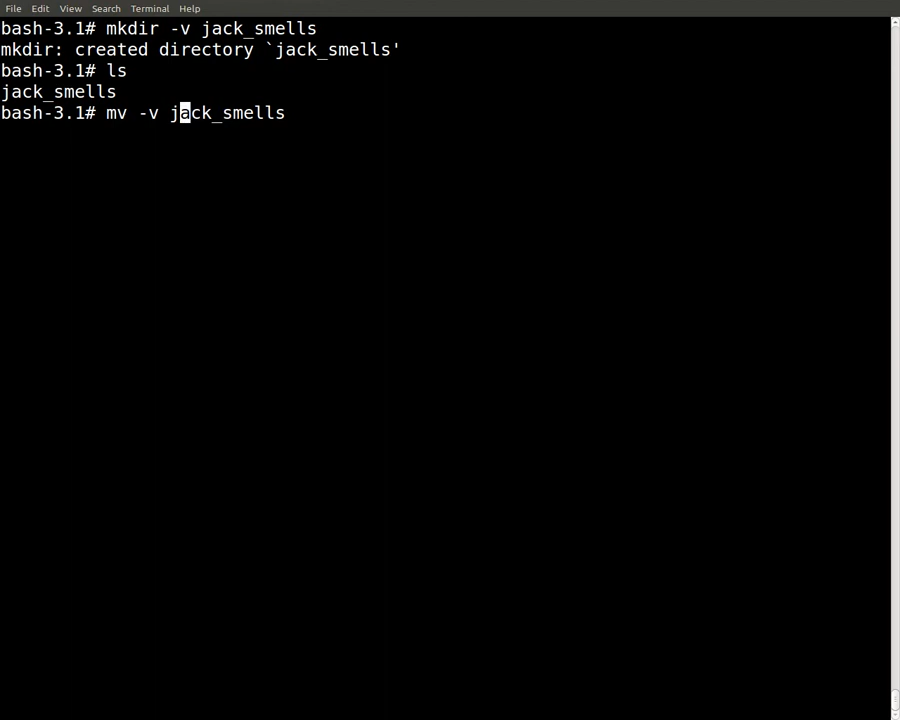 File Edit View Search Terminal Help
bash-3.1# mkdir -v jack_smells
mkdir: created directory `jack_smells'
bash-3.1# ls
jack_smells
bash-3.1# mv -v jack_smells